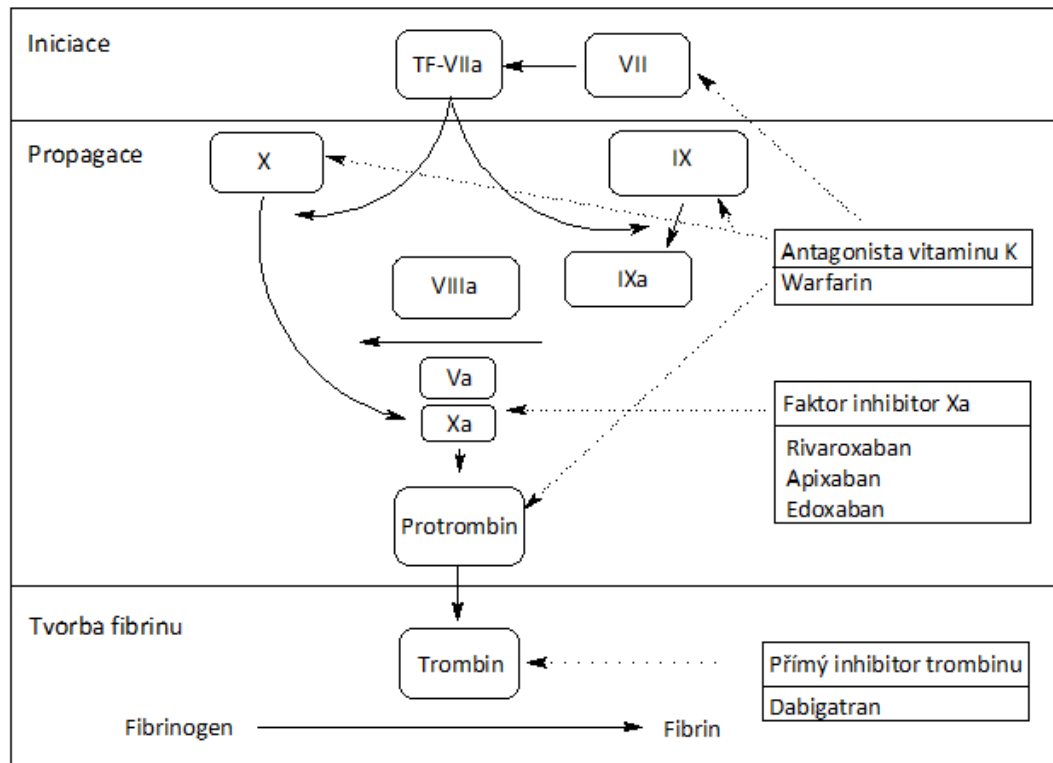 Iniciace
TF-VIIa
VII
Propagace
X
IX
Antagonista vitaminu K
Warfarin
VIIIa
IXa
Va
Xa
Faktor inhibitor Xa
Rivaroxaban
Apixaban
Edoxaban
Protrombin
Tvorba fibrinu
Trombin
Přímý inhibitor trombinu
Dabigatran
Fibrinogen
Fibrin